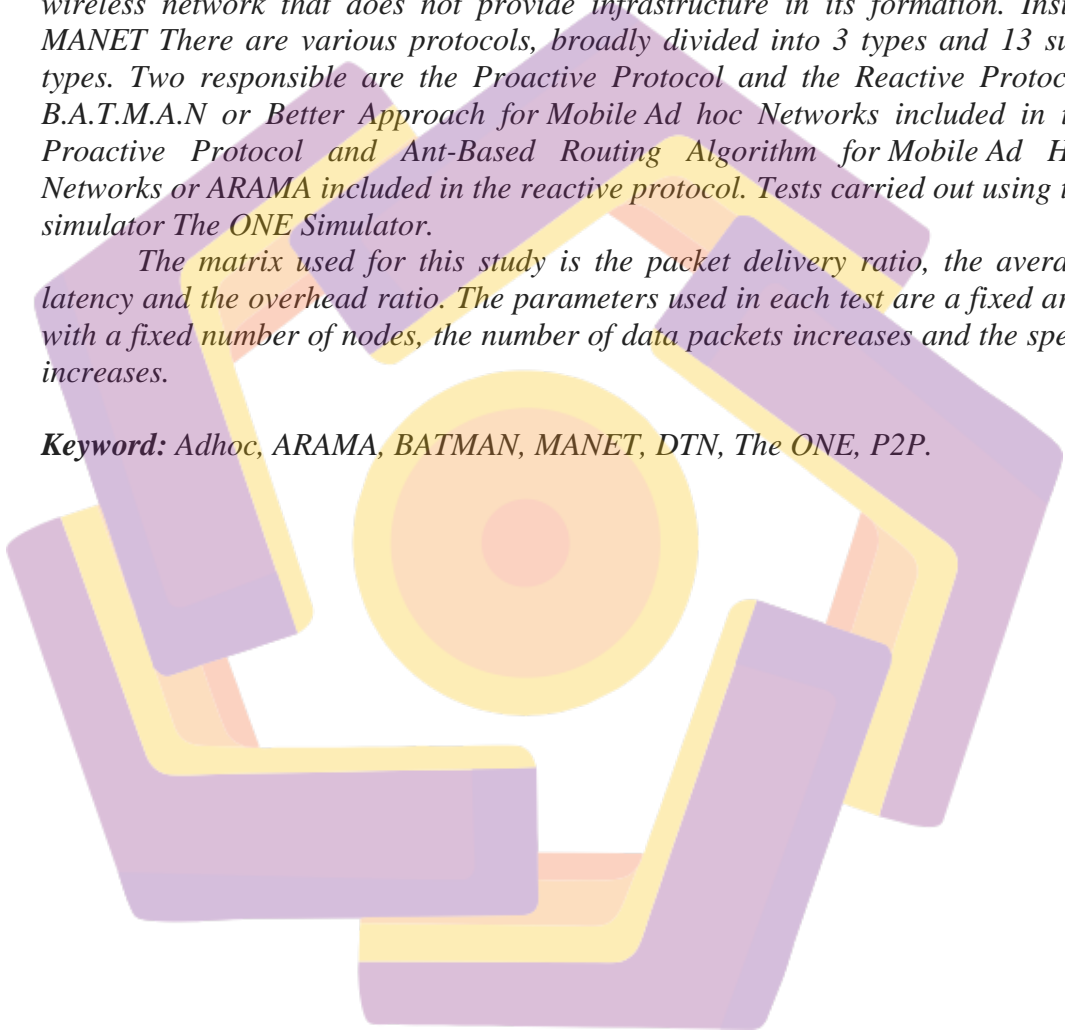 wireless network that does not provide infrastructure in its formation. Insi
MANET There are various protocols, broadly divided into 3 types and 13 su
types. Two responsible are the Proactive Protocol and the Reactive Protoc
B.A.T.M.A.N or Better Approach for Mobile Ad hoc Networks included in t
Proactive Protocol and Ant-Based Routing Algorithm for Mobile Ad H
Networks or ARAMA included in the reactive protocol. Tests carried out using t
simulator The ONE Simulator.
The matrix used for this study is the packet delivery ratio, the avera
latency and the overhead ratio. The parameters used in each test are a fixed ar
with a fixed number of nodes, the number of data packets increases and the spe
increases.
Keyword: Adhoc, ARAMA, BATMAN, MANET, DTN, The ONE, P2P.